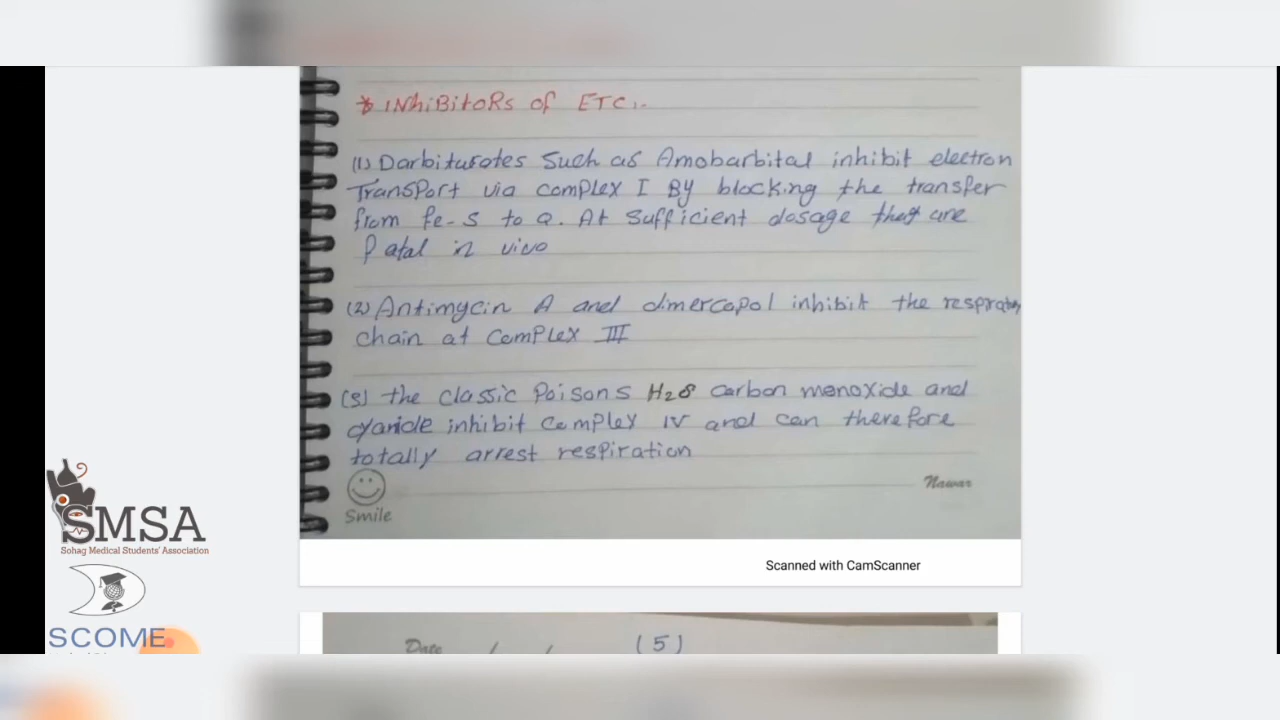 * INHIBITORS of ETC:-
(1) Darbiturates Such as Amobarbital inhibit electron
Transport via complex I By blocking the transfer
from fe-S to Q. At sufficient dosage they are
fatal in vivo
(2) Antimycin A and dimercapol inhibit the respiratory
chain at Complex III
(3) the classic Poisons H2S carbon monoxide and
cyanide inhibit Complex IV and can therefore
totally arrest respiration
Smile
Nawar
Scanned with CamScanner
SMSA
Sohag Medical Students' Association
SCOME
Date / /
(5)